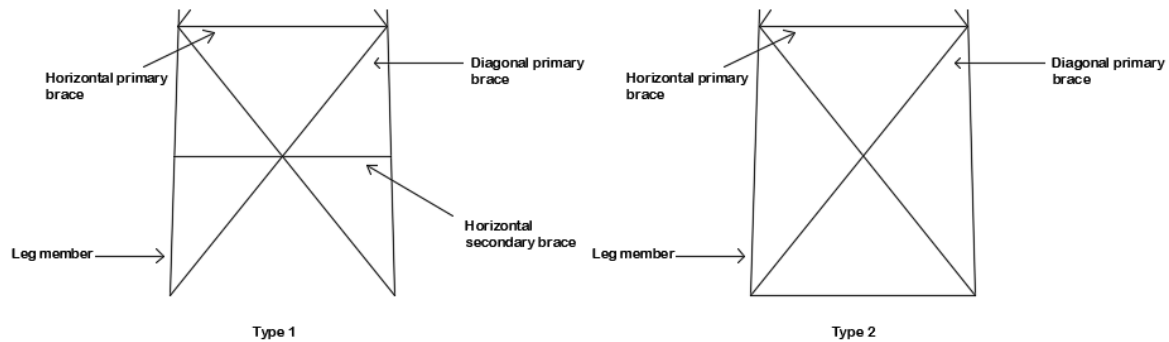 Horizontal primary
brace
Diagonal primary
brace
Horizontal
secondary brace
Leg member
Type 1
Horizontal primary
brace
Diagonal primary
brace
Leg member
Type 2